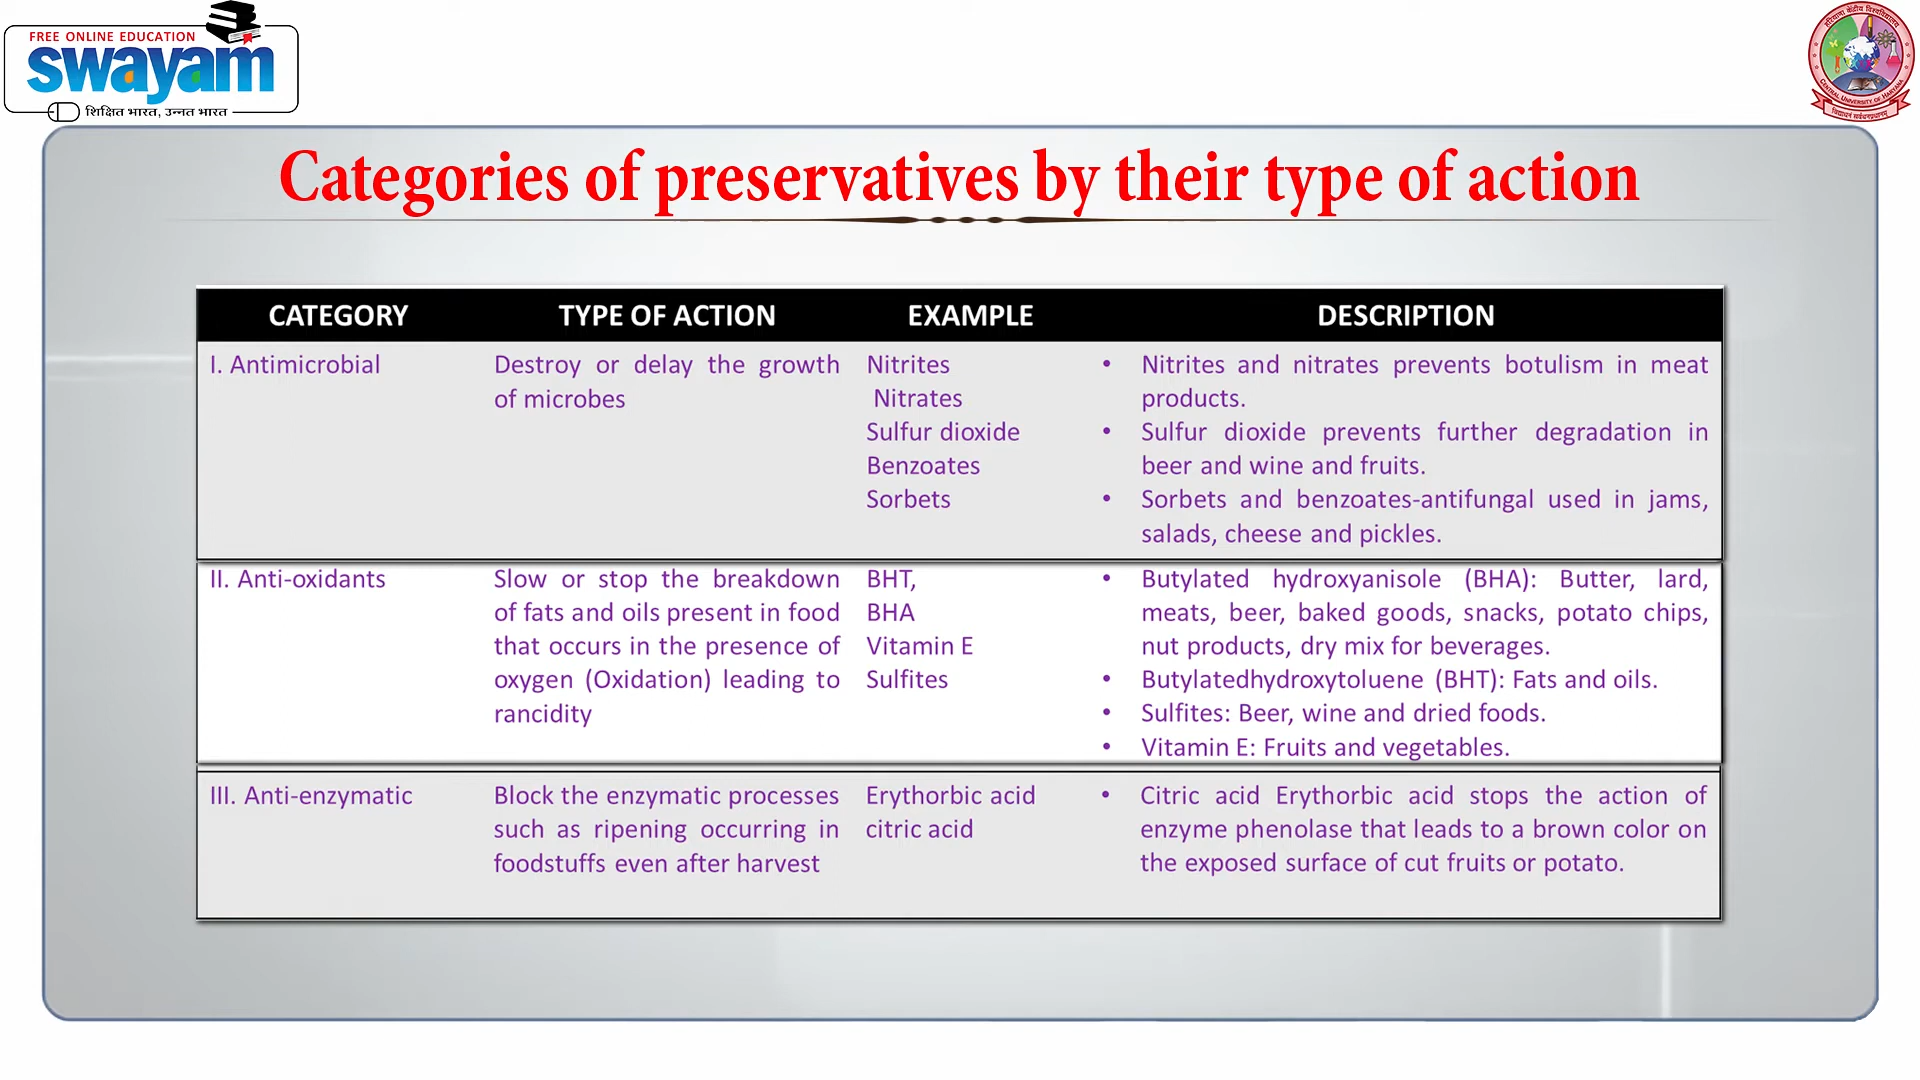 FREE ONLINE EDUCATION
swayam
शिक्षित भारत, उन्नत भारत
CENTRAL UNIVERSITY OF HARYANA
Categories of preservatives by their type of action
CATEGORY TYPE OF ACTION EXAMPLE DESCRIPTION
I. Antimicrobial
Destroy or delay the growth
of microbes
Nitrites
Nitrates
Sulfur dioxide
Benzoates
Sorbets
• Nitrites and nitrates prevents botulism in meat
products.
• Sulfur dioxide prevents further degradation in
beer and wine and fruits.
• Sorbets and benzoates-antifungal used in jams,
salads, cheese and pickles.
II. Anti-oxidants
Slow or stop the breakdown
of fats and oils present in food
that occurs in the presence of
oxygen (Oxidation) leading to
rancidity
BHT,
BHA
Vitamin E
Sulfites
• Butylated hydroxyanisole (BHA): Butter, lard,
meats, beer, baked goods, snacks, potato chips,
nut products, dry mix for beverages.
• Butylatedhydroxytoluene (BHT): Fats and oils.
• Sulfites: Beer, wine and dried foods.
• Vitamin E: Fruits and vegetables.
III. Anti-enzymatic
Block the enzymatic processes
such as ripening occurring in
foodstuffs even after harvest
Erythorbic acid
citric acid
• Citric acid Erythorbic acid stops the action of
enzyme phenolase that leads to a brown color on
the exposed surface of cut fruits or potato.